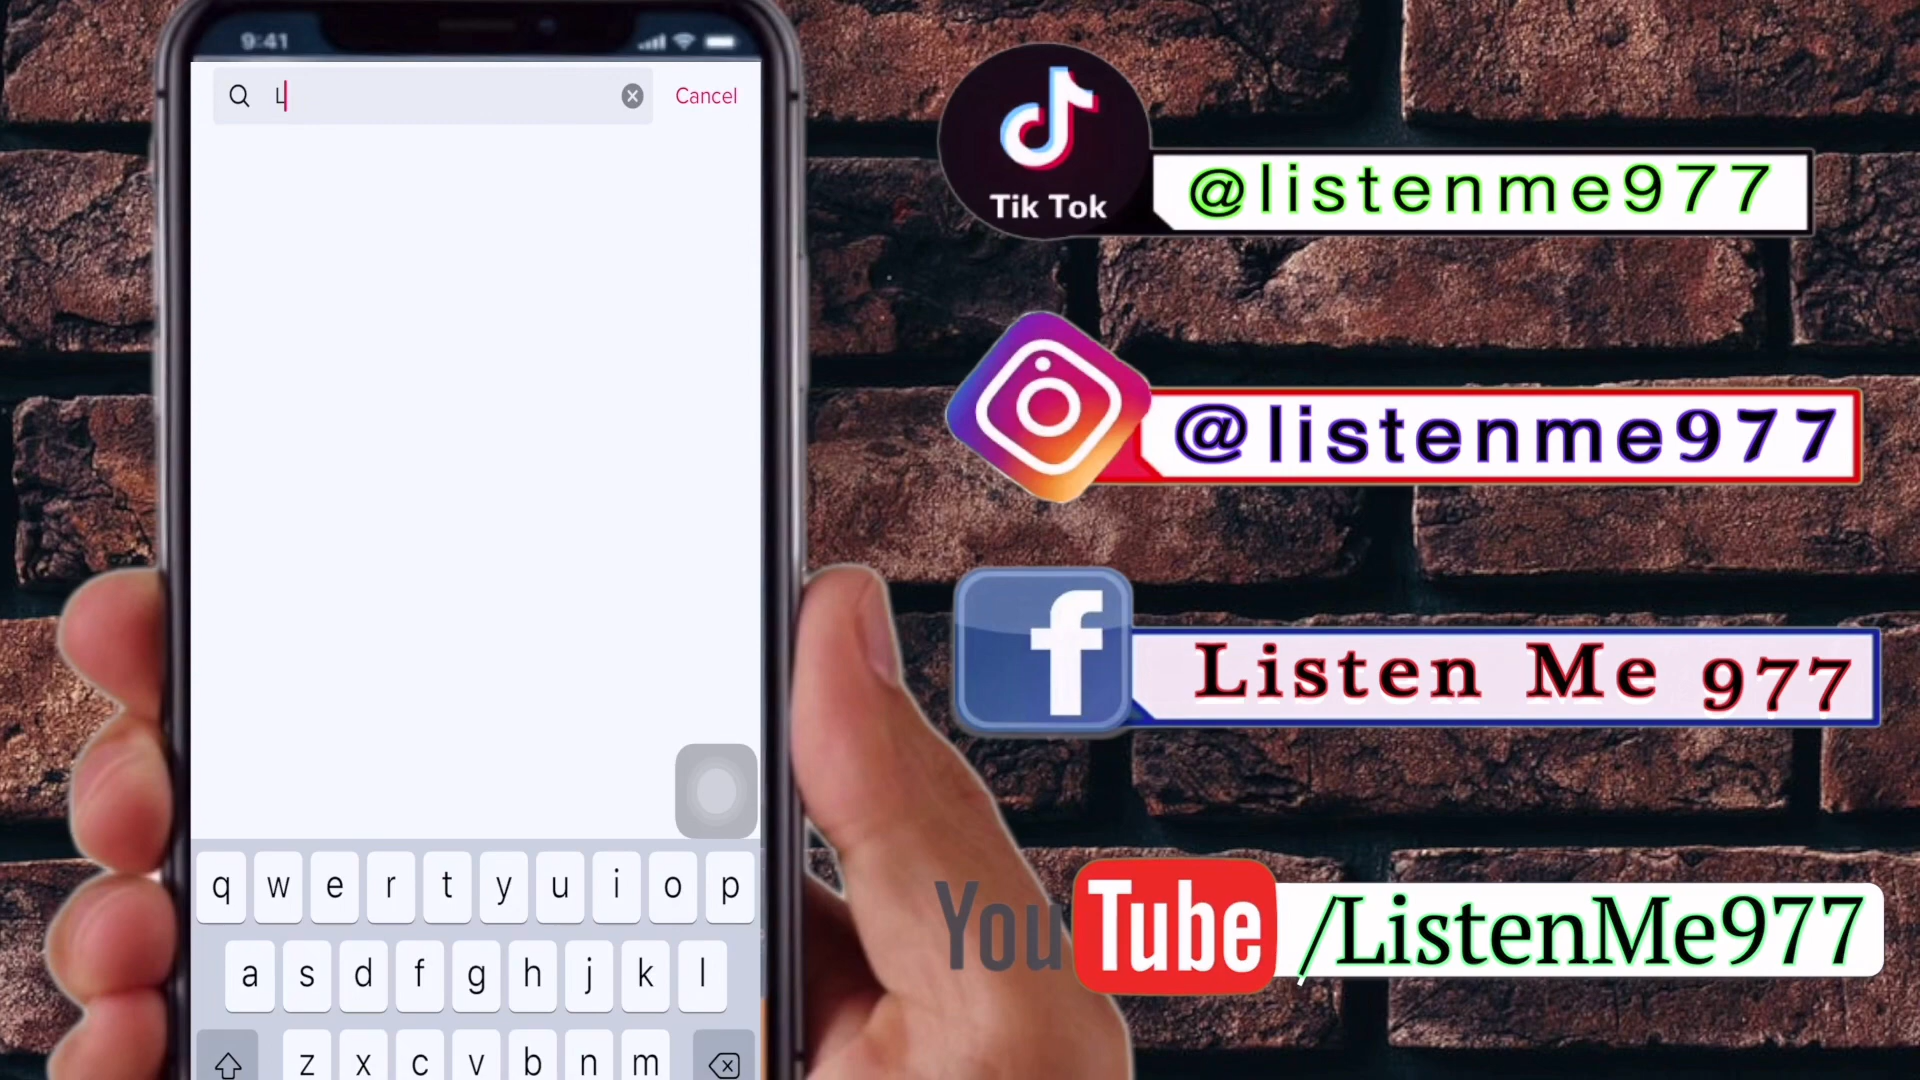 9:41
L
Cancel
q w e r t y u i o p
a s d f g h j k l
z x c v b n m
Tik Tok
@listenme977
@listenme977
f
Listen Me 977
YouTube
/ListenMe977